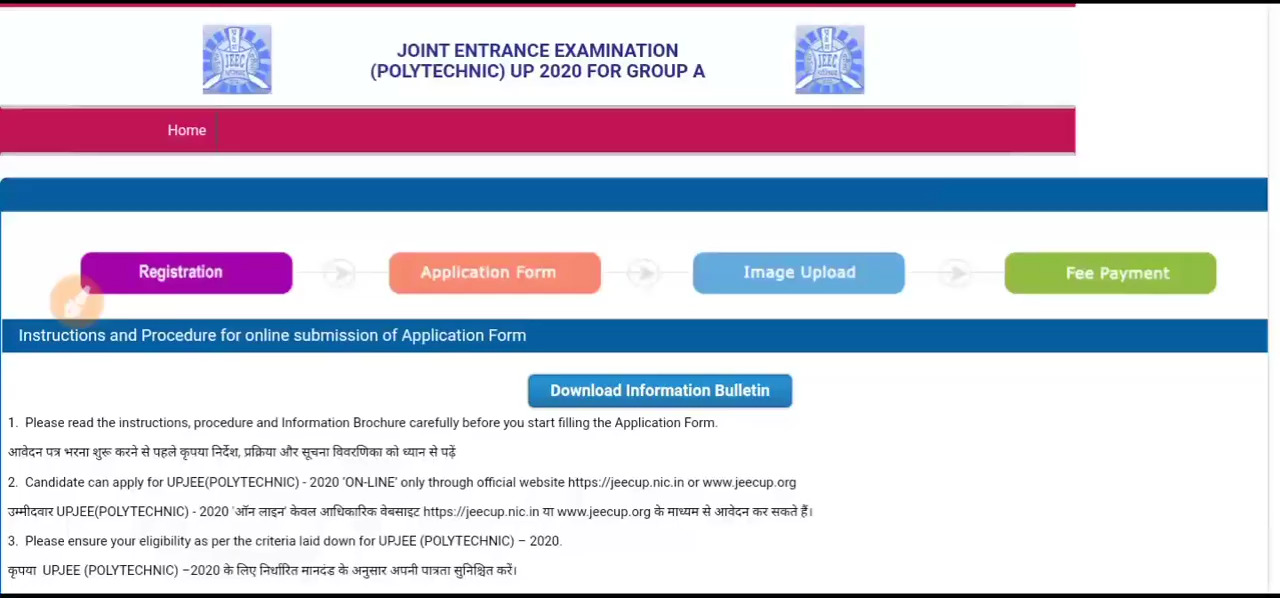 JOINT ENTRANCE EXAMINATION
(POLYTECHNIC) UP 2020 FOR GROUP A
JEEC
JEEC
Home
Registration
Application Form
Image Upload
Fee Payment
Instructions and Procedure for online submission of Application Form
Download Information Bulletin
1. Please read the instructions, procedure and Information Brochure carefully before you start filling the Application Form.
आवेदन पत्र भरना शुरू करने से पहले कृपया निर्देश, प्रक्रिया और सूचना विवरणिका को ध्यान से पढ़ें
2. Candidate can apply for UPJEE(POLYTECHNIC) - 2020 'ON-LINE' only through official website https://jeecup.nic.in or www.jeecup.org
उम्मीदवार UPJEE(POLYTECHNIC) - 2020 'ऑन लाइन' केवल आधिकारिक वेबसाइट https://jeecup.nic.in या www.jeecup.org के माध्यम से आवेदन कर सकते हैं।
3. Please ensure your eligibility as per the criteria laid down for UPJEE (POLYTECHNIC) – 2020.
कृपया UPJEE (POLYTECHNIC) –2020 के लिए निर्धारित मानदंड के अनुसार अपनी पात्रता सुनिश्चित करें।